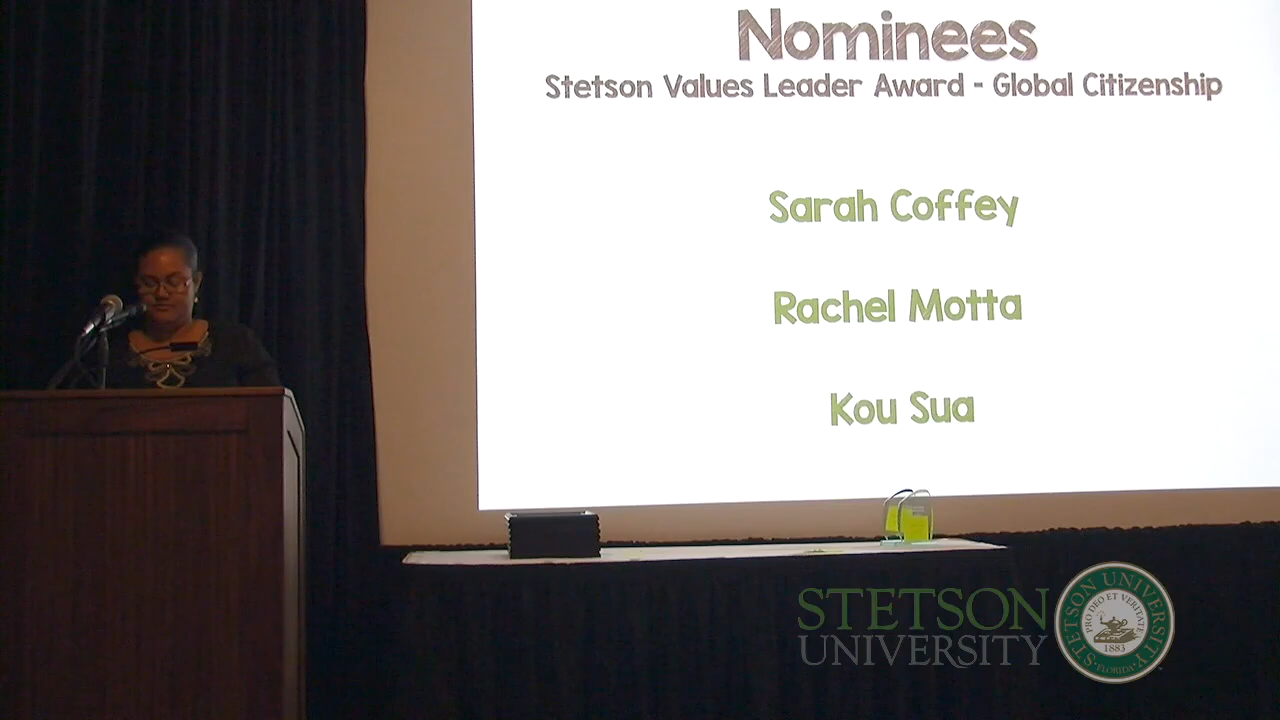 Nominees
Stetson Values Leader Award - Global Citizenship
Sarah Coffey
Rachel Motta
Kou Sua
STETSON
UNIVERSITY
STETSON UNIVERSITY
PRO DEO ET VERITATE
1883
FLORIDA